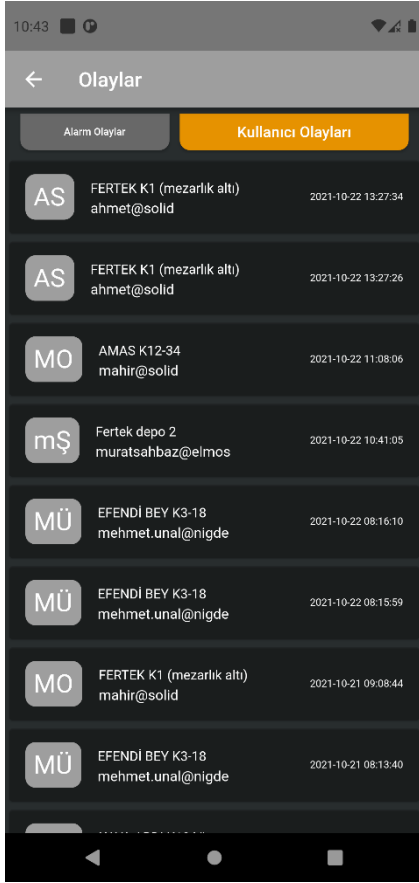 10:43
Olaylar
Alarm Olaylar
Kullanıcı Olayları
AS
FERTEK K1 (mezarlık altı)
ahmet@solid
2021-10-22 13:27:34
AS
FERTEK K1 (mezarlık altı)
ahmet@solid
2021-10-22 13:27:26
MO
AMAS K12-34
mahir@solid
2021-10-22 11:08:06
mŞ
Fertek depo 2
muratsahbaz@elmos
2021-10-22 10:41:05
MÜ
EFENDİ BEY K3-18
mehmet.unal@nigde
2021-10-22 08:16:10
MÜ
EFENDİ BEY K3-18
mehmet.unal@nigde
2021-10-22 08:15:59
MO
FERTEK K1 (mezarlık altı)
mahir@solid
2021-10-21 09:08:44
MÜ
EFENDİ BEY K3-18
mehmet.unal@nigde
2021-10-21 08:13:40